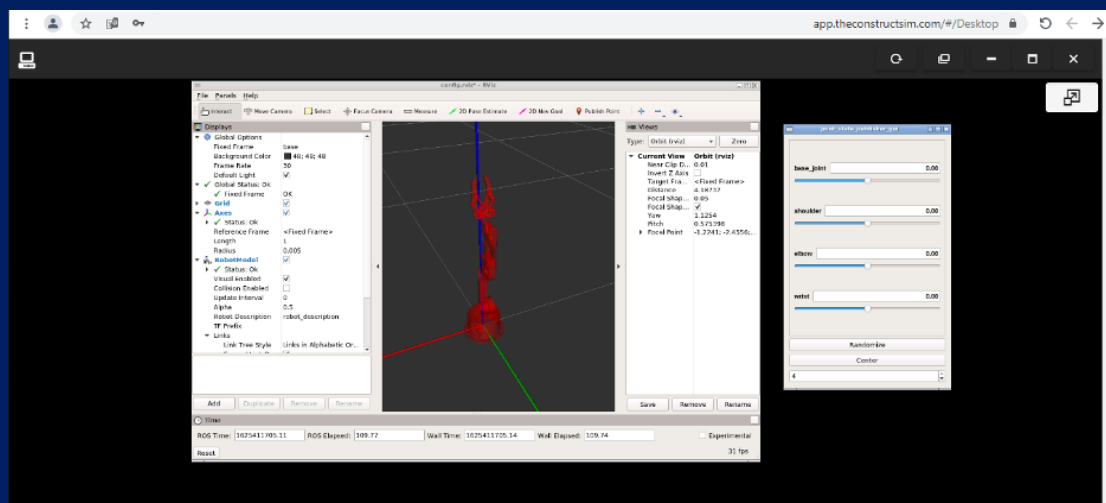 app.theconstructsim.com/#/Desktop
config.rviz* - RViz
File Panels Help
Interact Move Camera Select Focus Camera Measure 2D Pose Estimate 2D Nav Goal Publish Point
Displays
Global Options
Fixed Frame base
Background Color 48; 48; 48
Frame Rate 30
Default Light
Global Status: Ok
Fixed Frame OK
Grid
Axes
Status: Ok
Reference Frame <Fixed Frame>
Length 1
Radius 0.005
RobotModel
Status: Ok
Visual Enabled
Collision Enabled
Update Interval 0
Alpha 0.5
Robot Description robot_description
TF Prefix
Links
Link Tree Style Links in Alphabetic Or...
Add Duplicate Remove Rename
Views
Type: Orbit (rviz) Zero
Current View Orbit (rviz)
Near Clip D... 0.01
Invert Z Axis
Target Fra... <Fixed Frame>
Distance 4.18737
Focal Shap... 0.05
Focal Shap...
Yaw 1.1254
Pitch 0.575398
Focal Point -1.2241; -2.4556;...
Save Remove Rename
joint_state_publisher_gui
base_joint 0.00
shoulder 0.00
elbow 0.00
wrist 0.00
Randomize
Center
4
Time
ROS Time: 1625411705.11 ROS Elapsed: 109.77 Wall Time: 1625411705.14 Wall Elapsed: 109.74 Experimental
Reset 31 fps